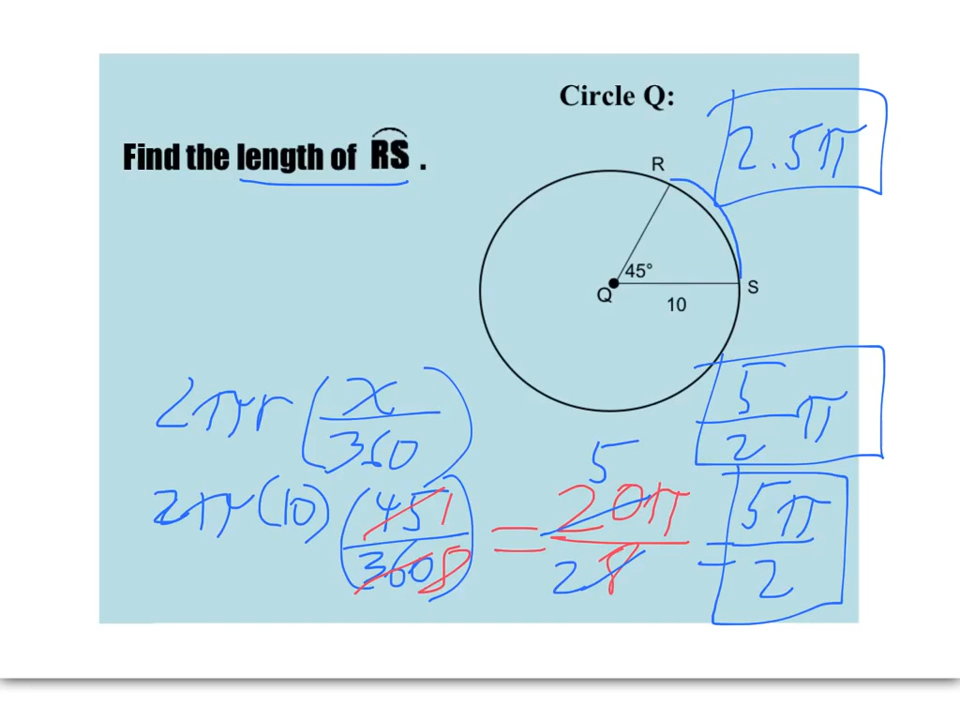 Circle Q:
Find the length of RS .
2.5π
R
45°
Q
S
10
2πr (x/360)
5/2 π
2πr(10) (45/360 1/8) = 20π/8 5/2 = 5π/2